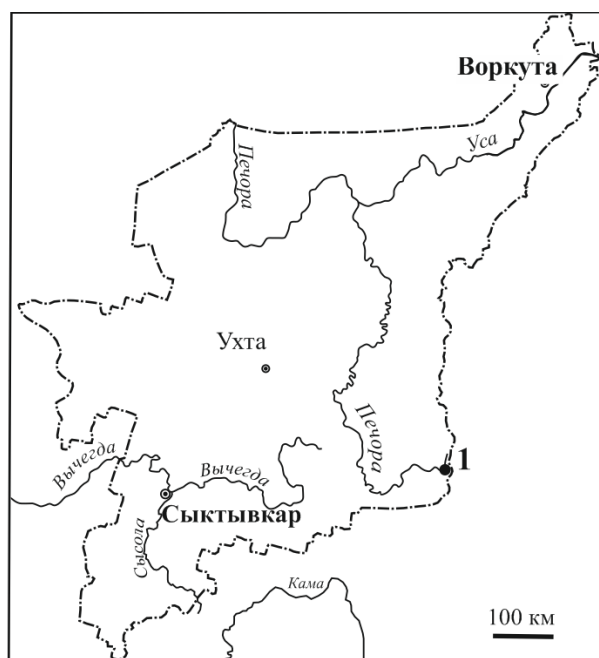 Воркута
Уса
Печора
Ухта
Печора
1
Вычегда
Вычегда
Сыктывкар
Сысола
Кама
100 км